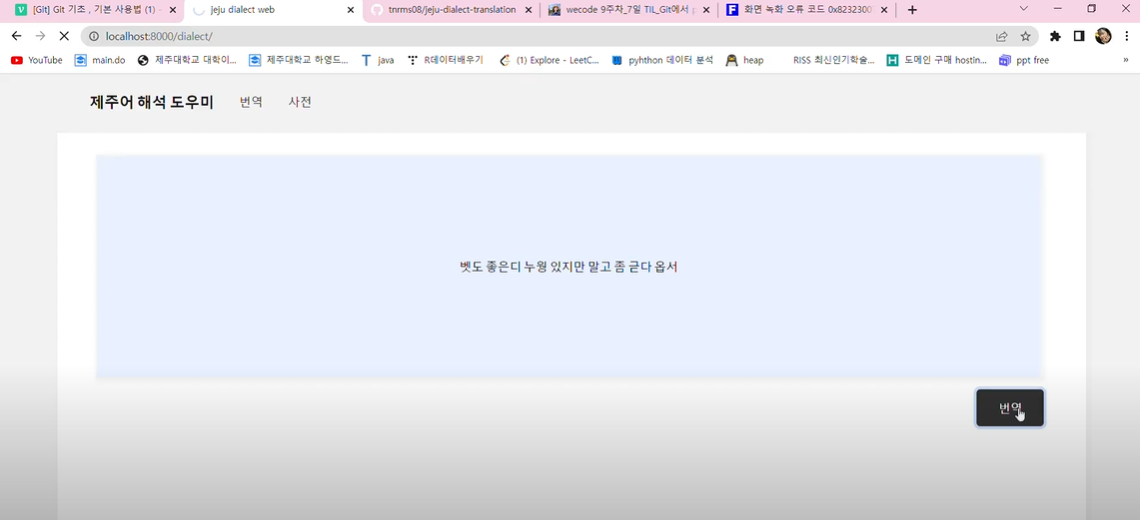 [Git] Git 기초 , 기본 사용법 (1) -
jeju dialect web
tnrms08/jeju-dialect-translation
wecode 9주차_7일 TIL_Git에서
화면 녹화 오류 코드 0x8232300
localhost:8000/dialect/
YouTube
main.do
제주대학교 대학이...
제주대학교 하영드...
java
R데이터배우기
(1) Explore - LeetC...
pyhthon 데이터 분석
heap
RISS 최신인기학술...
도메인 구매 hostin...
ppt free
»
제주어 해석 도우미 번역 사전
벳도 좋은디 누웡 있지만 말고 좀 귿다 옵서
번역